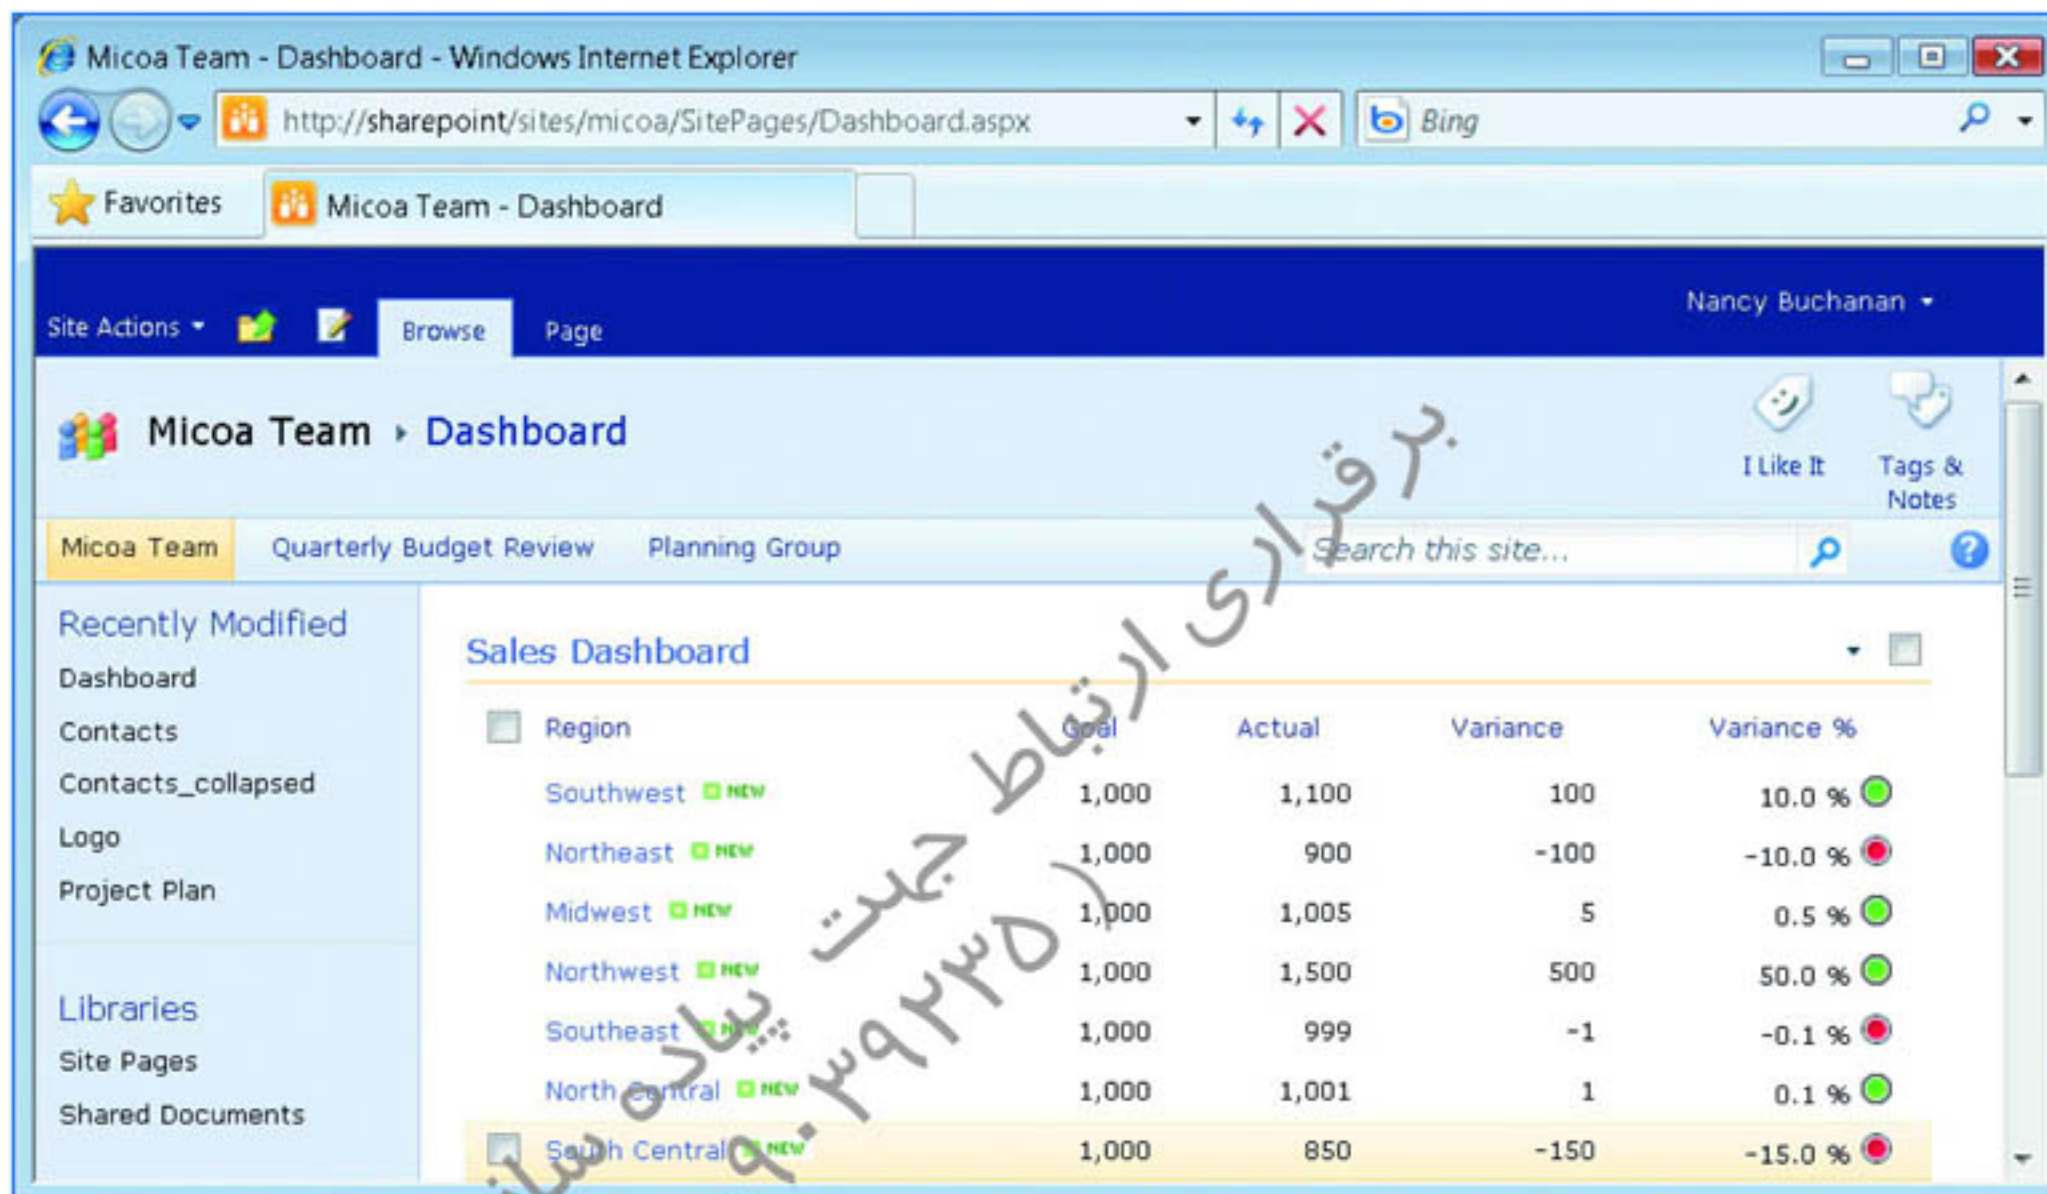 Micoa Team - Dashboard - Windows Internet Explorer
http://sharepoint/sites/micoa/SitePages/Dashboard.aspx
Bing
Favorites
Micoa Team - Dashboard
Nancy Buchanan
Site Actions
Browse
Page
Micoa Team
Dashboard
I Like It
Tags &
Notes
Micoa Team
Quarterly Budget Review
Planning Group
Search this site...
Recently Modified
Dashboard
Contacts
Contacts_collapsed
Logo
Project Plan
Libraries
Site Pages
Shared Documents
Sales Dashboard
Region Goal Actual Variance Variance %
Southwest NEW 1,000 1,100 100 10.0 %
Northeast NEW 1,000 900 -100 -10.0 %
Midwest NEW 1,000 1,005 5 0.5 %
Northwest NEW 1,000 1,500 500 50.0 %
Southeast NEW 1,000 999 -1 -0.1 %
North Central NEW 1,000 1,001 1 0.1 %
South Central NEW 1,000 850 -150 -15.0 %
برقراری ارتباط جهت پیاده